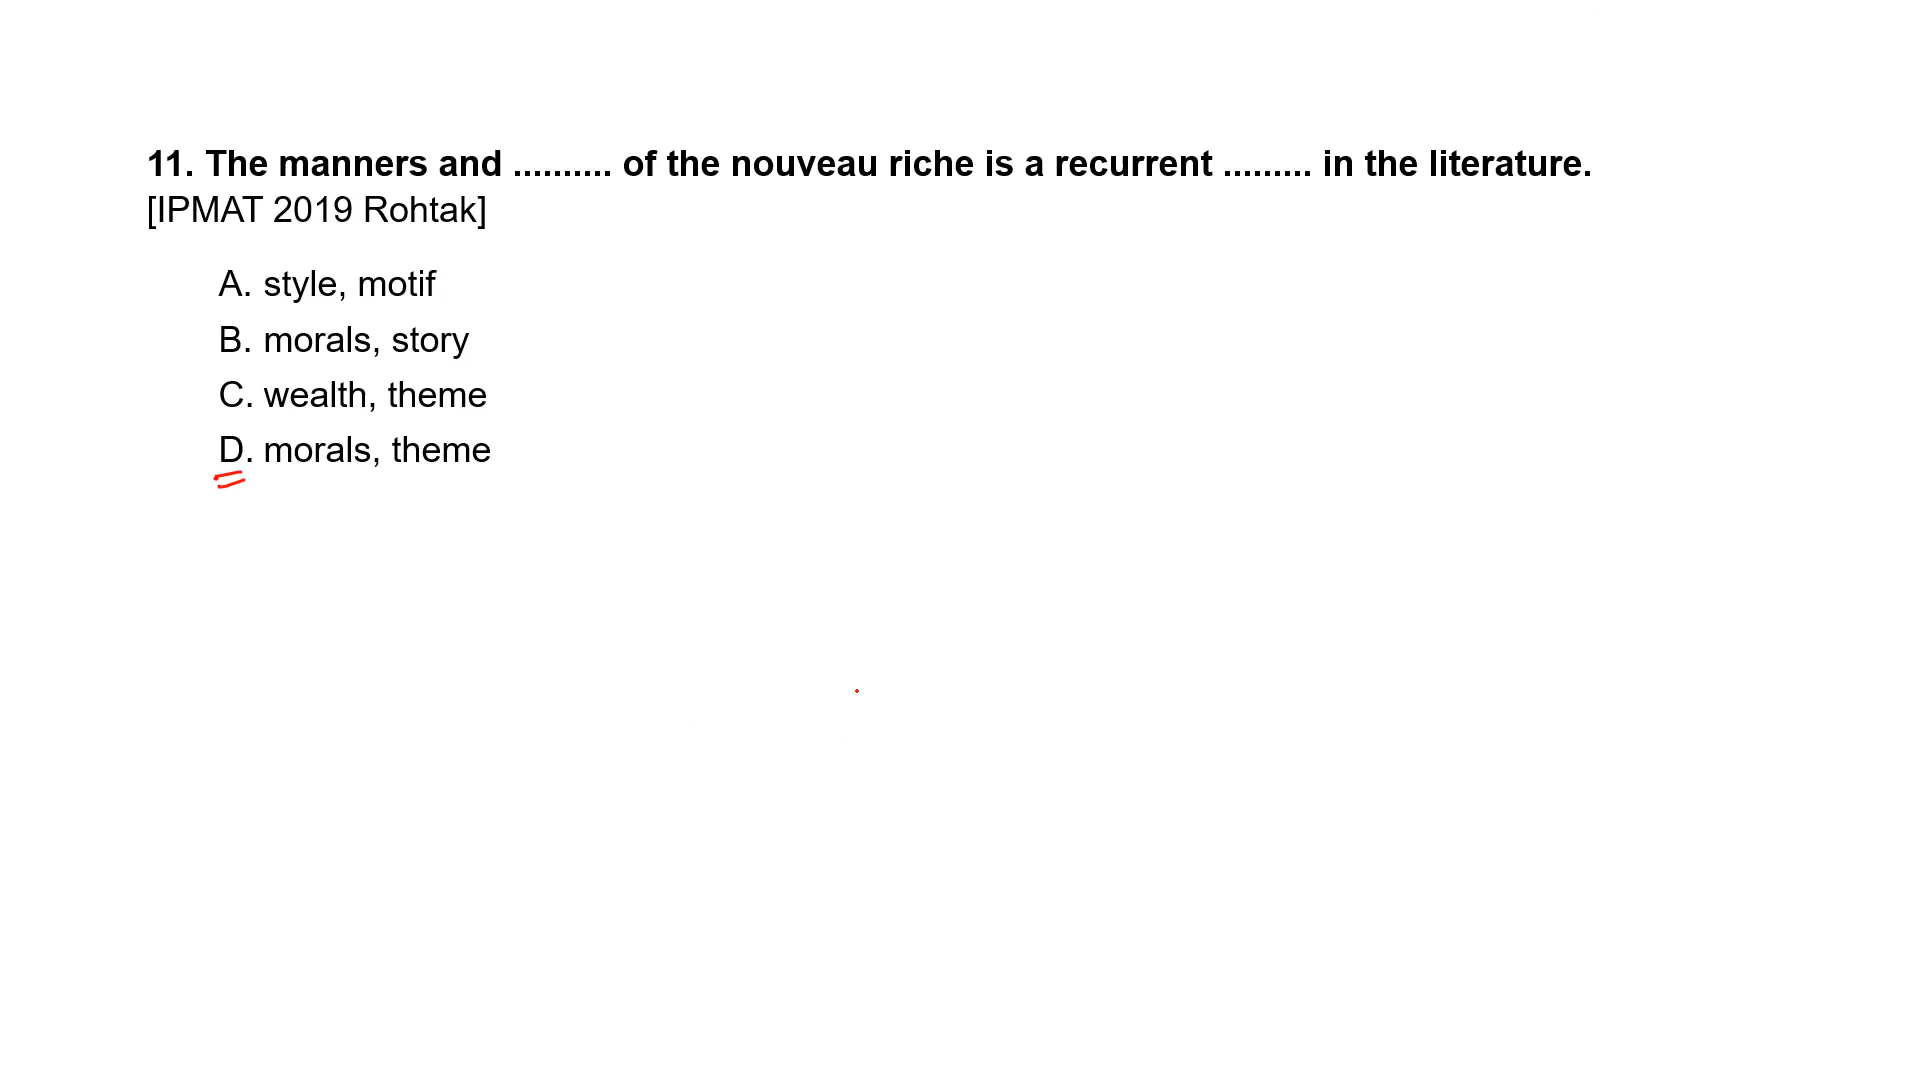 11. The manners and .......... of the nouveau riche is a recurrent ......... in the literature.
[IPMAT 2019 Rohtak]
A. style, motif
B. morals, story
C. wealth, theme
D. morals, theme